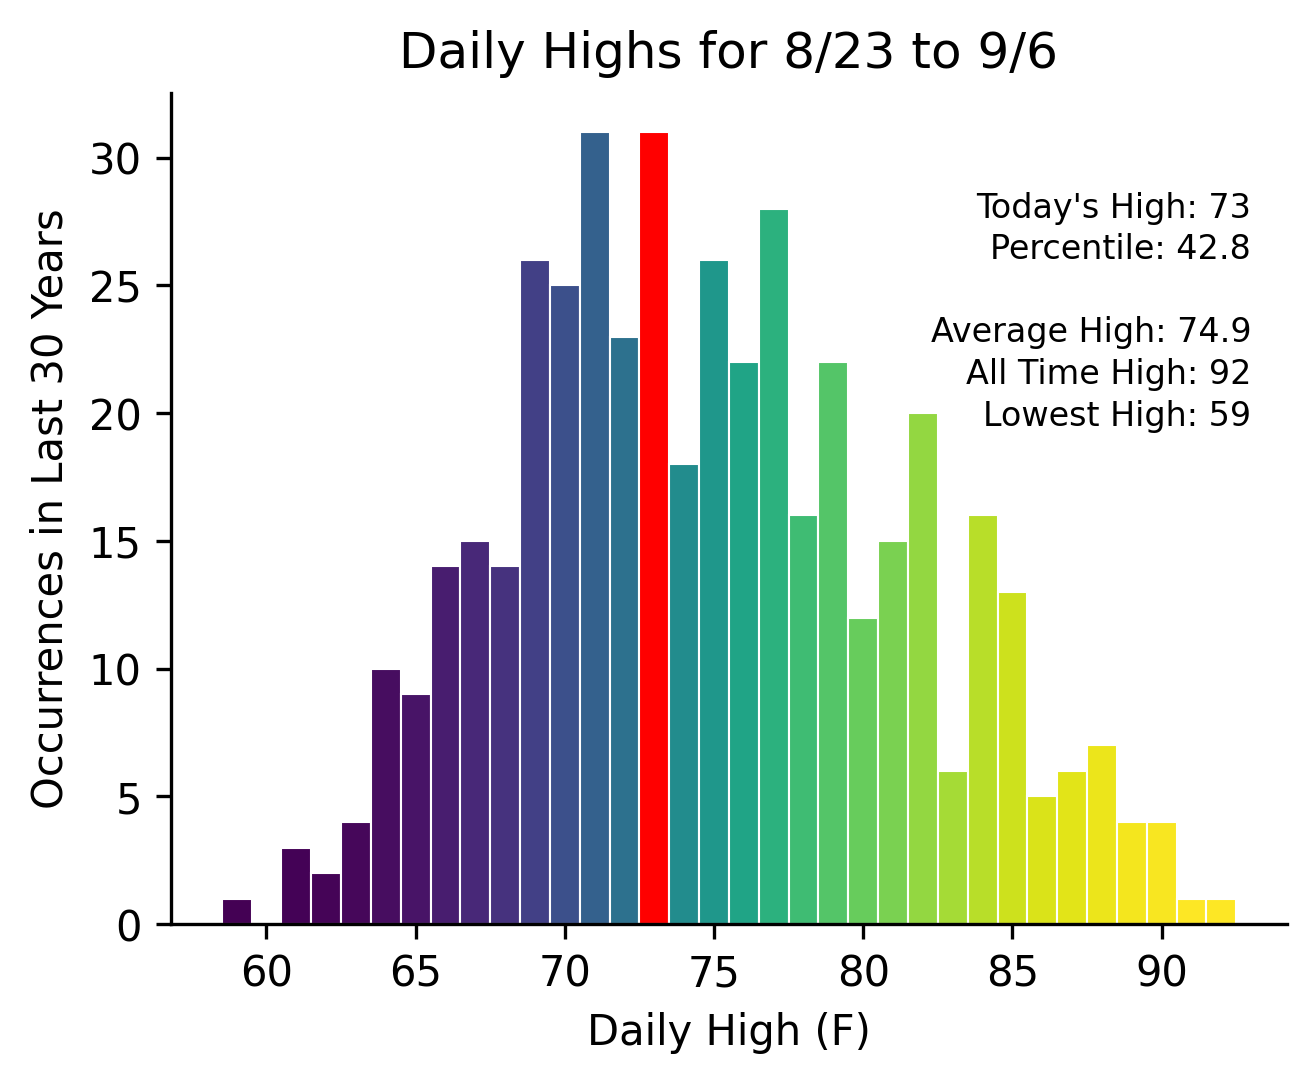 Daily Highs for 8/23 to 9/6
Occurrences in Last 30 Years
30
25
20
15
10
5
0
Today's High: 73
Percentile: 42.8
Average High: 74.9
All Time High: 92
Lowest High: 59
60 65 70 75 80 85 90
Daily High (F)